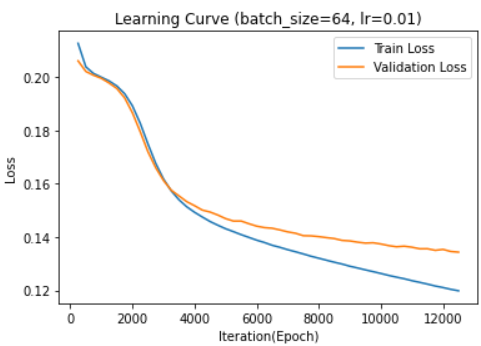 Learning Curve (batch_size=64, lr=0.01)
Train Loss
Validation Loss
Loss
0.20
0.18
0.16
0.14
0.12
0 2000 4000 6000 8000 10000 12000
Iteration(Epoch)